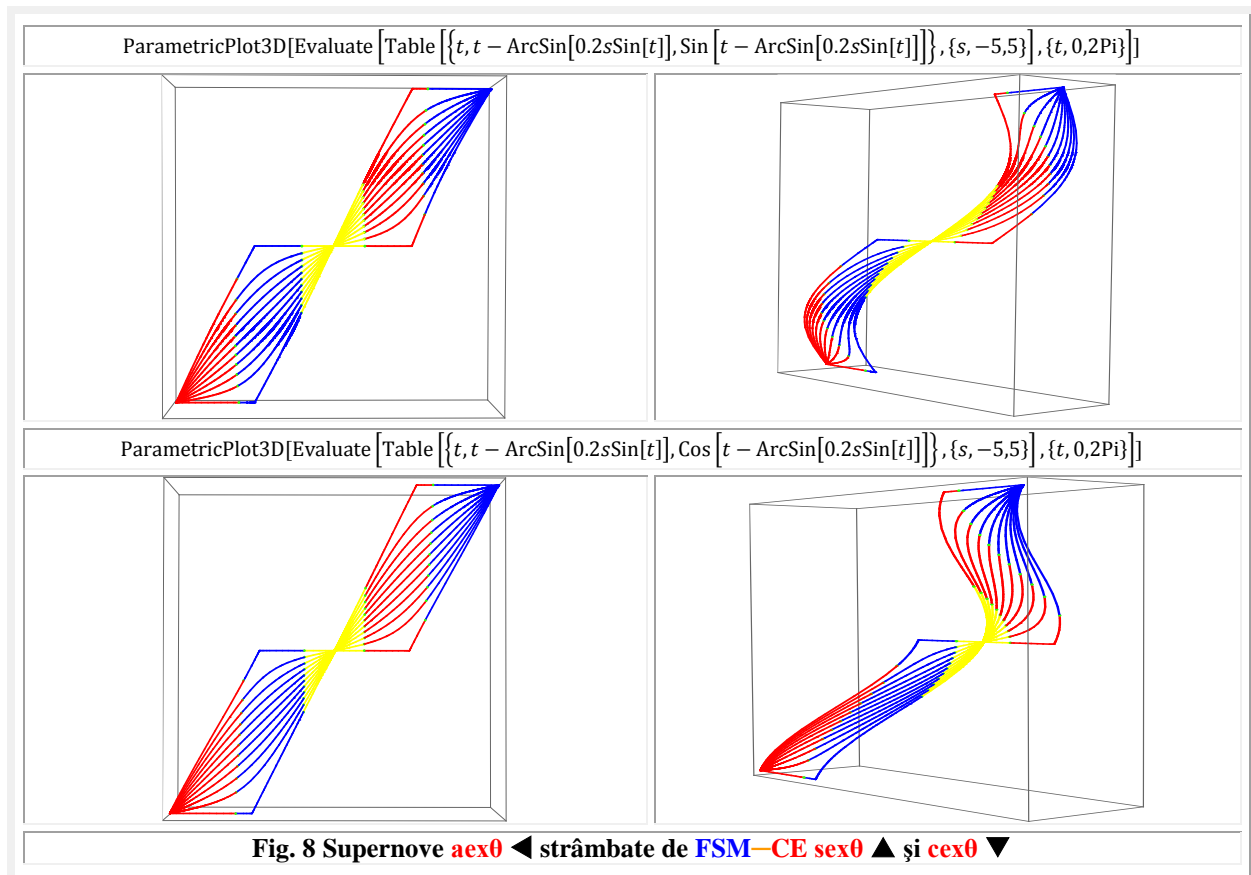 ParametricPlot3D[Evaluate [Table [{t, t − ArcSin[0.2sSin[t]], Sin [t − ArcSin[0.2sSin[t]]]} , {s, −5,5}] , {t, 0,2Pi}]]
ParametricPlot3D[Evaluate [Table [{t, t − ArcSin[0.2sSin[t]], Cos [t − ArcSin[0.2sSin[t]]]} , {s, −5,5}] , {t, 0,2Pi}]]
Fig. 8 Supernove aexθ ◄ strâmbate de FSM─CE sexθ ▲ şi cexθ ▼